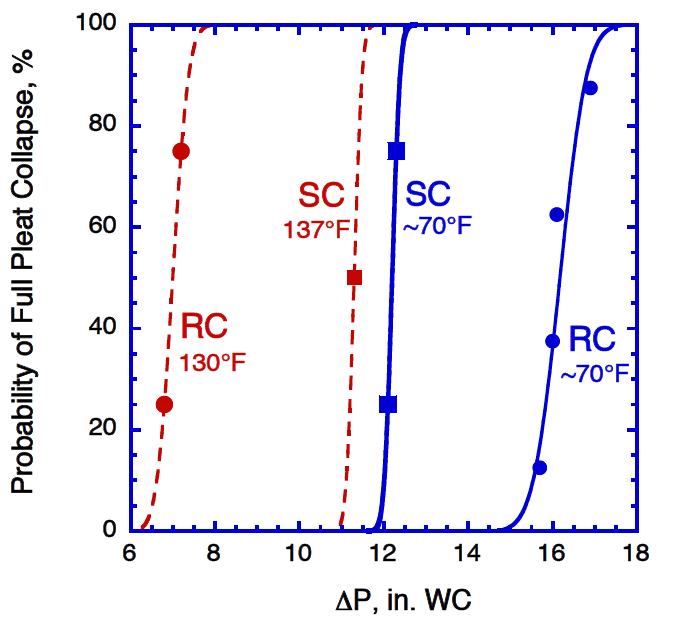 Probability of Full Pleat Collapse, %
100
80
60
40
20
0
SC
137°F
SC
~70°F
RC
130°F
RC
~70°F
6 8 10 12 14 16 18
ΔP, in. WC